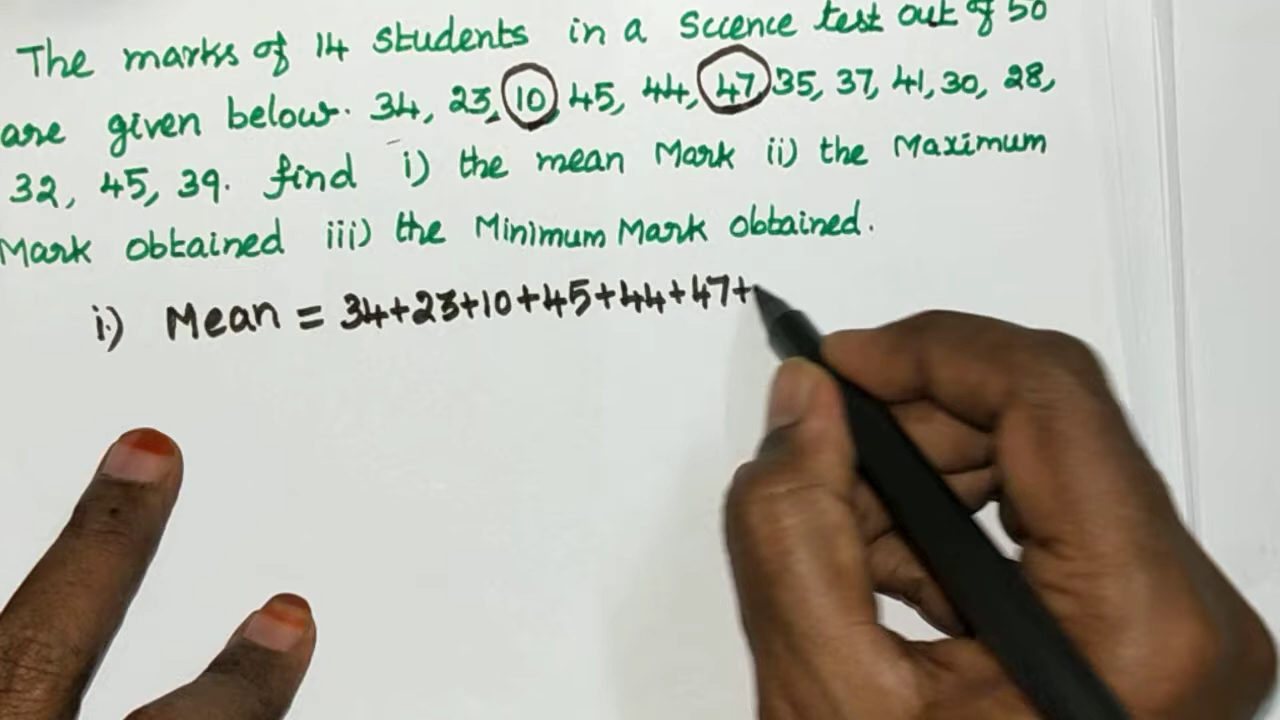 The marks of 14 students in a Science test out of 50
are given below. 34, 23, 10, 45, 44, 47, 35, 37, 41, 30, 28,
32, 45, 39. find i) the mean Mark ii) the Maximum
Mark obtained iii) the Minimum Mark obtained.
i.) Mean = 34+23+10+45+44+47+